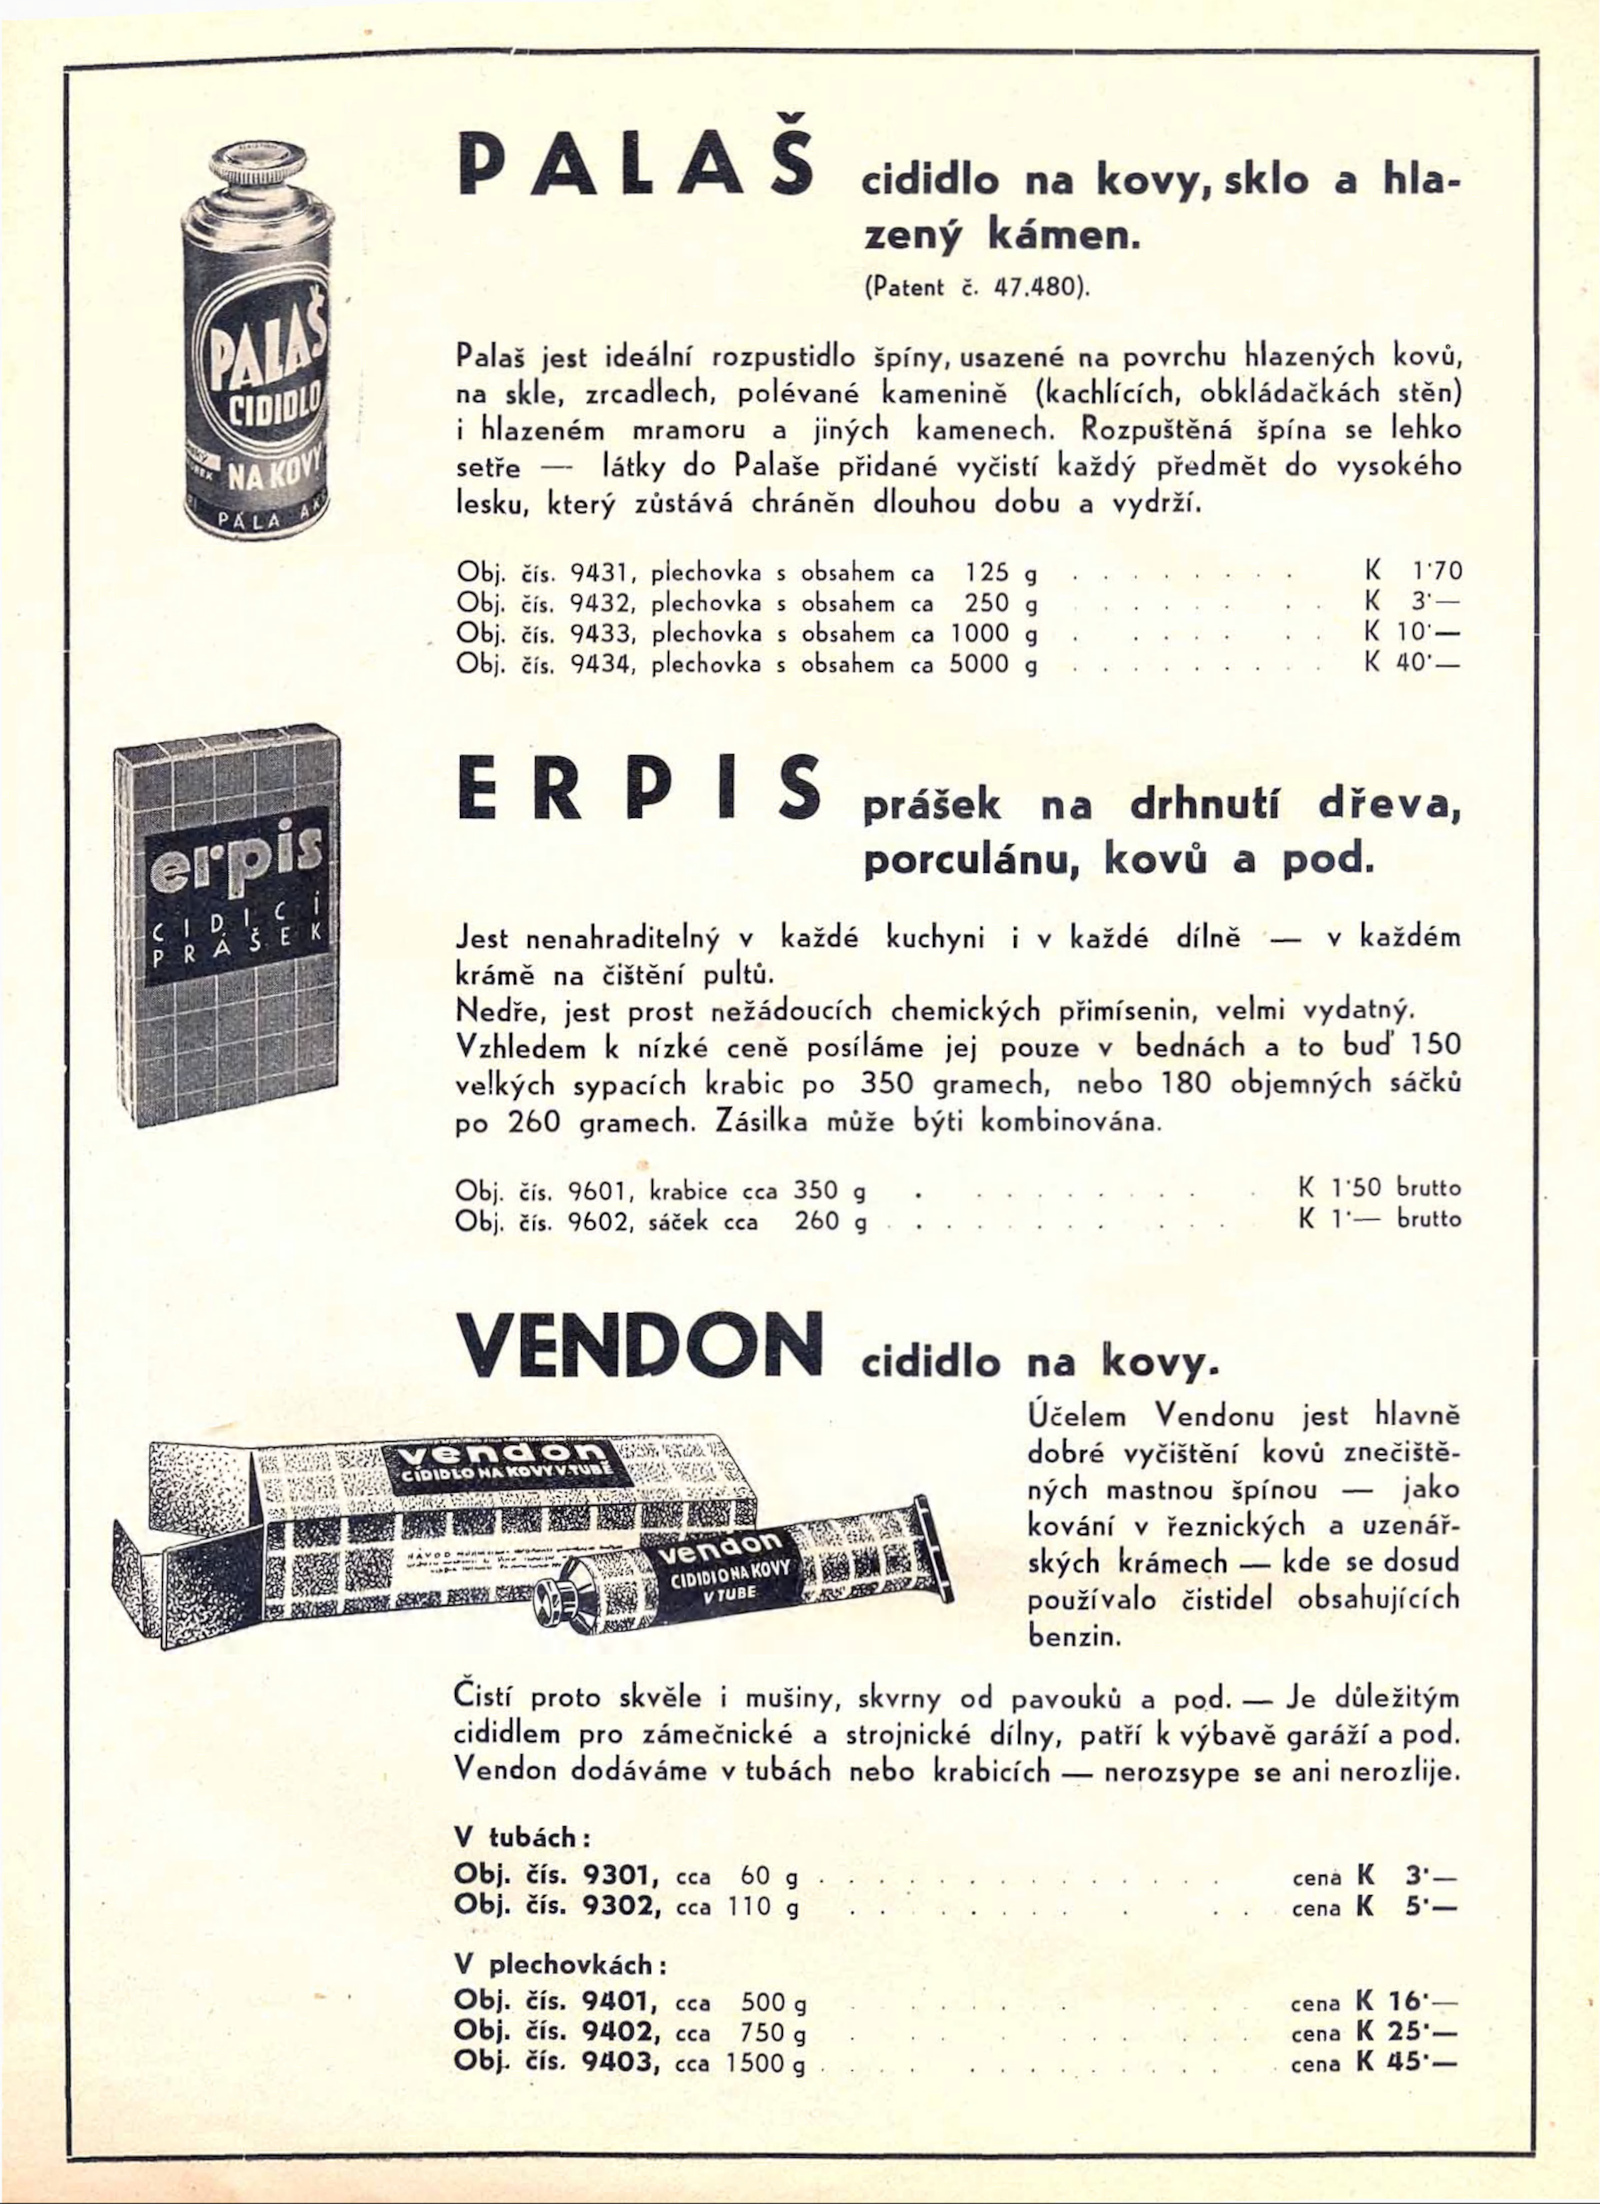 PALAŠ cididlo na kovy, sklo a hla-
zený kámen.
(Patent č. 47.480).
PALAŠ
CIDIDLO
NA KOVY
PÁLA
Palaš jest ideální rozpustidlo špíny, usazené na povrchu hlazených kovů,
na skle, zrcadlech, polévané kamenině (kachlících, obkládačkách stěn)
i hlazeném mramoru a jiných kamenech. Rozpuštěná špína se lehko
setře — látky do Palaše přidané vyčistí každý předmět do vysokého
lesku, který zůstává chráněn dlouhou dobu a vydrží.
Obj. čís. 9431, plechovka s obsahem ca 125 g . . . . . . . . K 1·70
Obj. čís. 9432, plechovka s obsahem ca 250 g . . . . . . . . K 3·—
Obj. čís. 9433, plechovka s obsahem ca 1000 g . . . . . . . K 10·—
Obj. čís. 9434, plechovka s obsahem ca 5000 g . . . . . . . . . K 40·—
ERPIS prášek na drhnutí dřeva,
porculánu, kovů a pod.
erpis
CIDICÍ
PRÁŠEK
Jest nenahraditelný v každé kuchyni i v každé dílně — v každém
krámě na čištění pultů.
Nedře, jest prost nežádoucích chemických přimísenin, velmi vydatný.
Vzhledem k nízké ceně posíláme jej pouze v bednách a to buď 150
velkých sypacích krabic po 350 gramech, nebo 180 objemných sáčků
po 260 gramech. Zásilka může býti kombinována.
Obj. čís. 9601, krabice cca 350 g . . . . . . . . . . K 1·50 brutto
Obj. čís. 9602, sáček cca 260 g . . . . . . . . . . . K 1·— brutto
VENDON cididlo na kovy.
vendon
CIDIDLO NA KOVY V TUBĚ
NÁVOD
vendon
CIDIDLO NA KOVY
V TUBĚ
Účelem Vendonu jest hlavně
dobré vyčištění kovů znečiště-
ných mastnou špínou — jako
kování v řeznických a uzenář-
ských krámech — kde se dosud
používalo čistidel obsahujících
benzin.
Čistí proto skvěle i mušiny, skvrny od pavouků a pod. — Je důležitým
cididlem pro zámečnické a strojnické dílny, patří k výbavě garáží a pod.
Vendon dodáváme v tubách nebo krabicích — nerozsype se ani nerozlije.
V tubách:
Obj. čís. 9301, cca 60 g . . . . . . . . . . . . . . cena K 3·—
Obj. čís. 9302, cca 110 g . . . . . . . . . . . cena K 5·—
V plechovkách:
Obj. čís. 9401, cca 500 g . . . . . . . . . cena K 16·—
Obj. čís. 9402, cca 750 g . . . . . . . . . . cena K 25·—
Obj. čís. 9403, cca 1500 g . . . . . . . . . . . . cena K 45·—